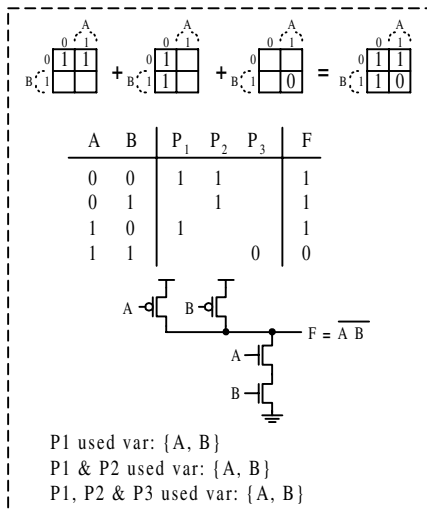 A A A A
0 1 0 1 0 1 0 1
0 1 1 0 1 0 0 1 1
B 1 + B 1 1 + B 1 0 = B 1 1 0
A B P1 P2 P3 F
0 0 1 1 1
0 1 1 1
1 0 1 1
1 1 0 0
A B
F = A B
A
B
P1 used var: {A, B}
P1 & P2 used var: {A, B}
P1, P2 & P3 used var: {A, B}